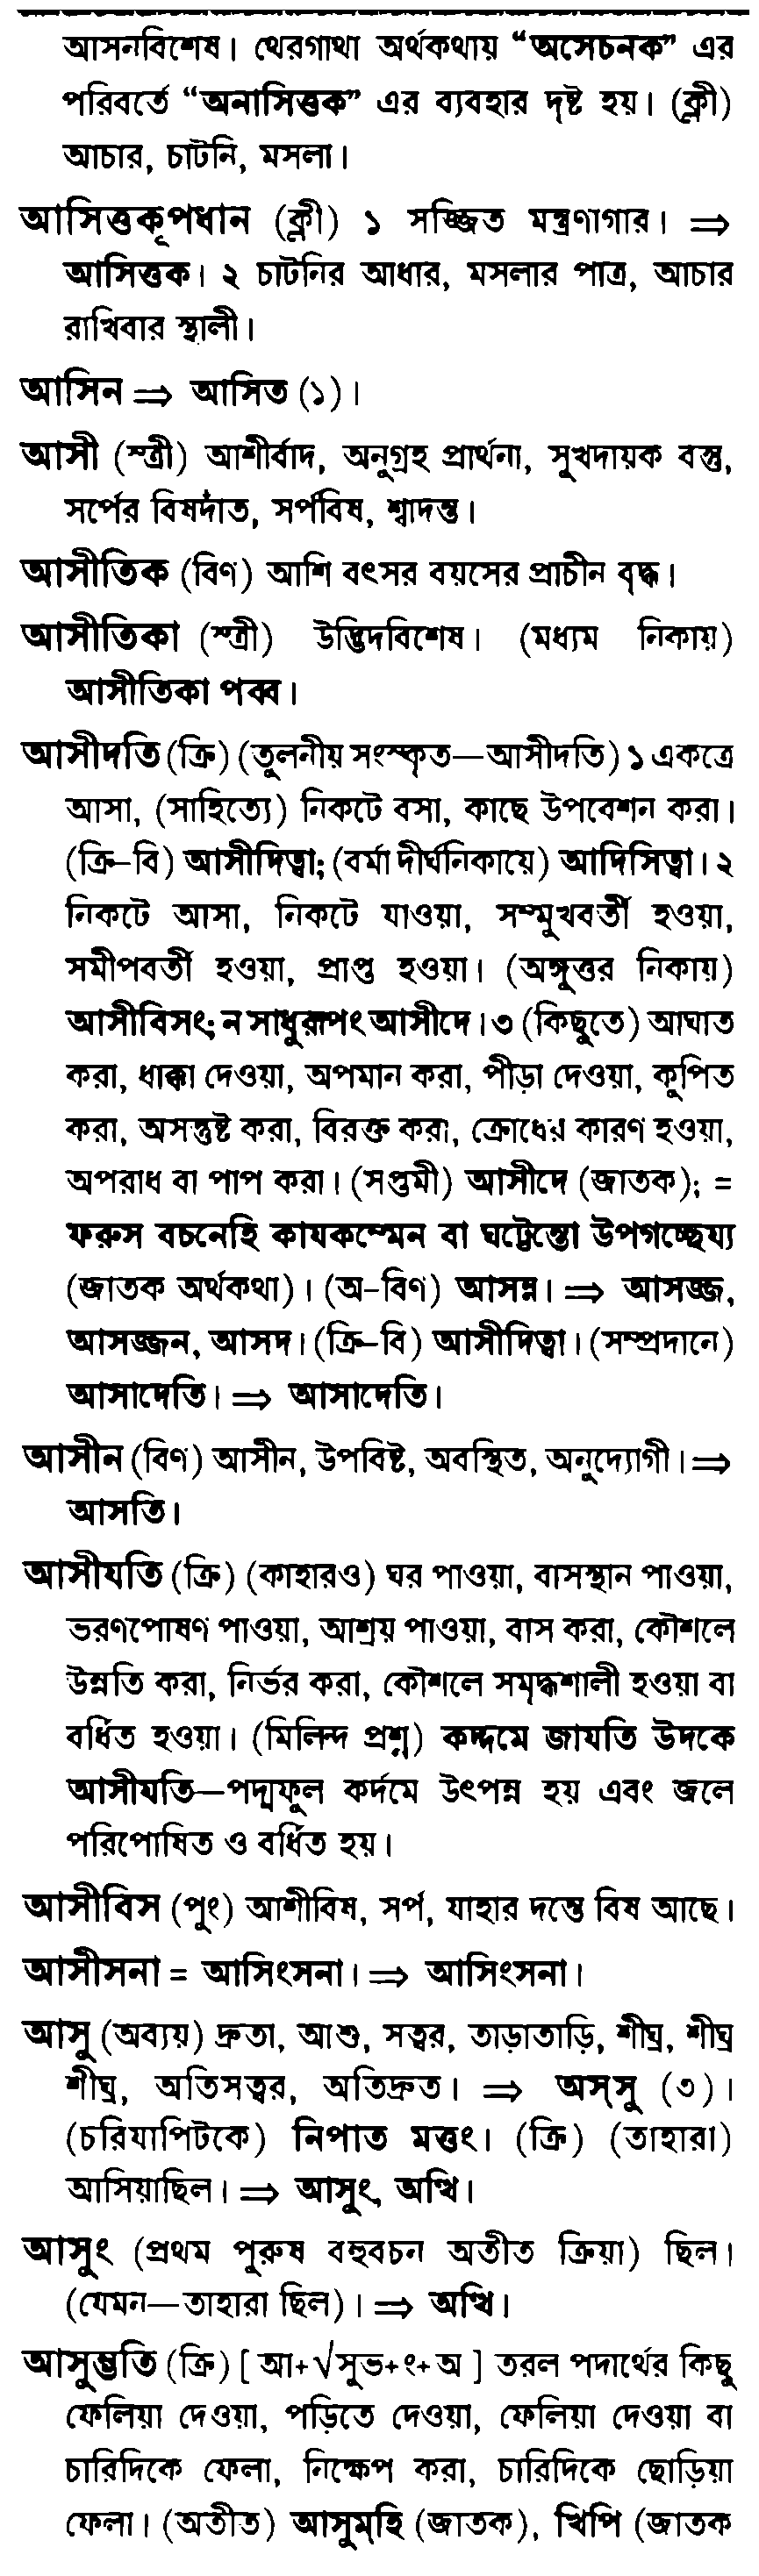 আসনবিশেষ। থেরগাথা অর্থকথায় “অসেচনক” এর
পরিবর্তে “অনাসিত্তক” এর ব্যবহার দৃষ্ট হয়। (ক্লী)
আচার, চাটনি, মসলা।
আসিত্তকূপধান (ক্লী) ১ সজ্জিত মন্ত্রণাগার। ⇒
আসিত্তক। ২ চাটনির আধার, মসলার পাত্র, আচার
রাখিবার স্থালী।
আসিন ⇒ আসিত (১)।
আসী (স্ত্রী) আশীর্বাদ, অনুগ্রহ প্রার্থনা, সুখদায়ক বস্তু,
সর্পের বিষদাঁত, সর্পবিষ, শ্বাদন্ত।
আসীতিক (বিণ) আশি বৎসর বয়সের প্রাচীন বৃদ্ধ।
আসীতিকা (স্ত্রী) উদ্ভিদবিশেষ। (মধ্যম নিকায়)
আসীতিকা পব্ব।
আসীদতি (ক্রি) (তুলনীয় সংস্কৃত—আসীদতি) ১ একত্রে
আসা, (সাহিত্যে) নিকটে বসা, কাছে উপবেশন করা।
(ক্রি-বি) আসীদিত্বা; (বর্মা দীর্ঘনিকায়ে) আদিসিত্বা। ২
নিকটে আসা, নিকটে যাওয়া, সম্মুখবর্তী হওয়া,
সমীপবর্তী হওয়া, প্রাপ্ত হওয়া। (অঙ্গুত্তর নিকায়)
আসীবিসং; ন সাধুরূপং আসীদে। ৩ (কিছুতে) আঘাত
করা, ধাক্কা দেওয়া, অপমান করা, পীড়া দেওয়া, কুপিত
করা, অসন্তুষ্ট করা, বিরক্ত করা, ক্রোধের কারণ হওয়া,
অপরাধ বা পাপ করা। (সপ্তমী) আসীদে (জাতক); =
ফরুস বচনেহি কাযকম্মেন বা ঘট্টেন্তো উপগচ্ছেয্য
(জাতক অর্থকথা)। (অ-বিণ) আসন্ন। ⇒ আসজ্জ,
আসজ্জন, আসদ। (ক্রি-বি) আসীদিত্বা। (সম্প্রদানে)
আসাদেতি। ⇒ আসাদেতি।
আসীন (বিণ) আসীন, উপবিষ্ট, অবস্থিত, অনুদ্যোগী। ⇒
আসতি।
আসীযতি (ক্রি) (কাহারও) ঘর পাওয়া, বাসস্থান পাওয়া,
ভরণপোষণ পাওয়া, আশ্রয় পাওয়া, বাস করা, কৌশলে
উন্নতি করা, নির্ভর করা, কৌশলে সমৃদ্ধশালী হওয়া বা
বর্ধিত হওয়া। (মিলিন্দ প্রশ্ন) কদ্দমে জাযতি উদকে
আসীযতি—পদ্মফুল কর্দমে উৎপন্ন হয় এবং জলে
পরিপোষিত ও বর্ধিত হয়।
আসীবিস (পুং) আশীবিষ, সর্প, যাহার দন্তে বিষ আছে।
আসীসনা = আসিংসনা। ⇒ আসিংসনা।
আসু (অব্যয়) দ্রুতা, আশু, সত্বর, তাড়াতাড়ি, শীঘ্র, শীঘ্র
শীঘ্র, অতিসত্বর, অতিদ্রুত। ⇒ অস্‌সু (৩)।
(চরিযাপিটকে) নিপাত মত্তং। (ক্রি) (তাহারা)
আসিয়াছিল। ⇒ আসুং, অত্থি।
আসুং (প্রথম পুরুষ বহুবচন অতীত ক্রিয়া) ছিল।
(যেমন—তাহারা ছিল)। ⇒ অত্থি।
আসুম্ভতি (ক্রি) [ আ+√সুভ+ং+অ ] তরল পদার্থের কিছু
ফেলিয়া দেওয়া, পড়িতে দেওয়া, ফেলিয়া দেওয়া বা
চারিদিকে ফেলা, নিক্ষেপ করা, চারিদিকে ছোড়িয়া
ফেলা। (অতীত) আসুম্‌হি (জাতক), খিপি (জাতক